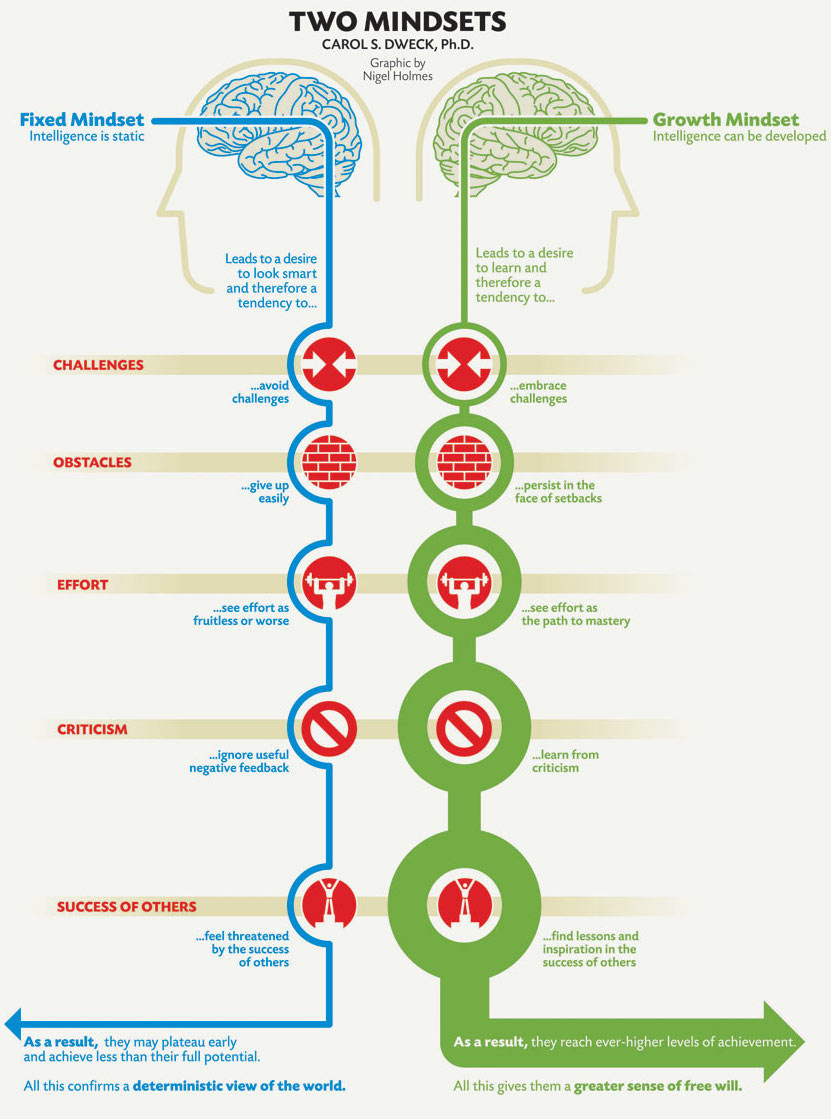 TWO MINDSETS
CAROL S. DWECK, Ph.D.
Graphic by
Nigel Holmes
Fixed Mindset
Intelligence is static
Growth Mindset
Intelligence can be developed
Leads to a desire
to look smart
and therefore a
tendency to...
Leads to a desire
to learn and
therefore a
tendency to...
CHALLENGES
...avoid
challenges
...embrace
challenges
OBSTACLES
...give up
easily
...persist in the
face of setbacks
EFFORT
...see effort as
fruitless or worse
...see effort as
the path to mastery
CRITICISM
...ignore useful
negative feedback
...learn from
criticism
SUCCESS OF OTHERS
...feel threatened
by the success
of others
...find lessons and
inspiration in the
success of others
As a result, they may plateau early
and achieve less than their full potential.
All this confirms a deterministic view of the world.
As a result, they reach ever-higher levels of achievement.
All this gives them a greater sense of free will.